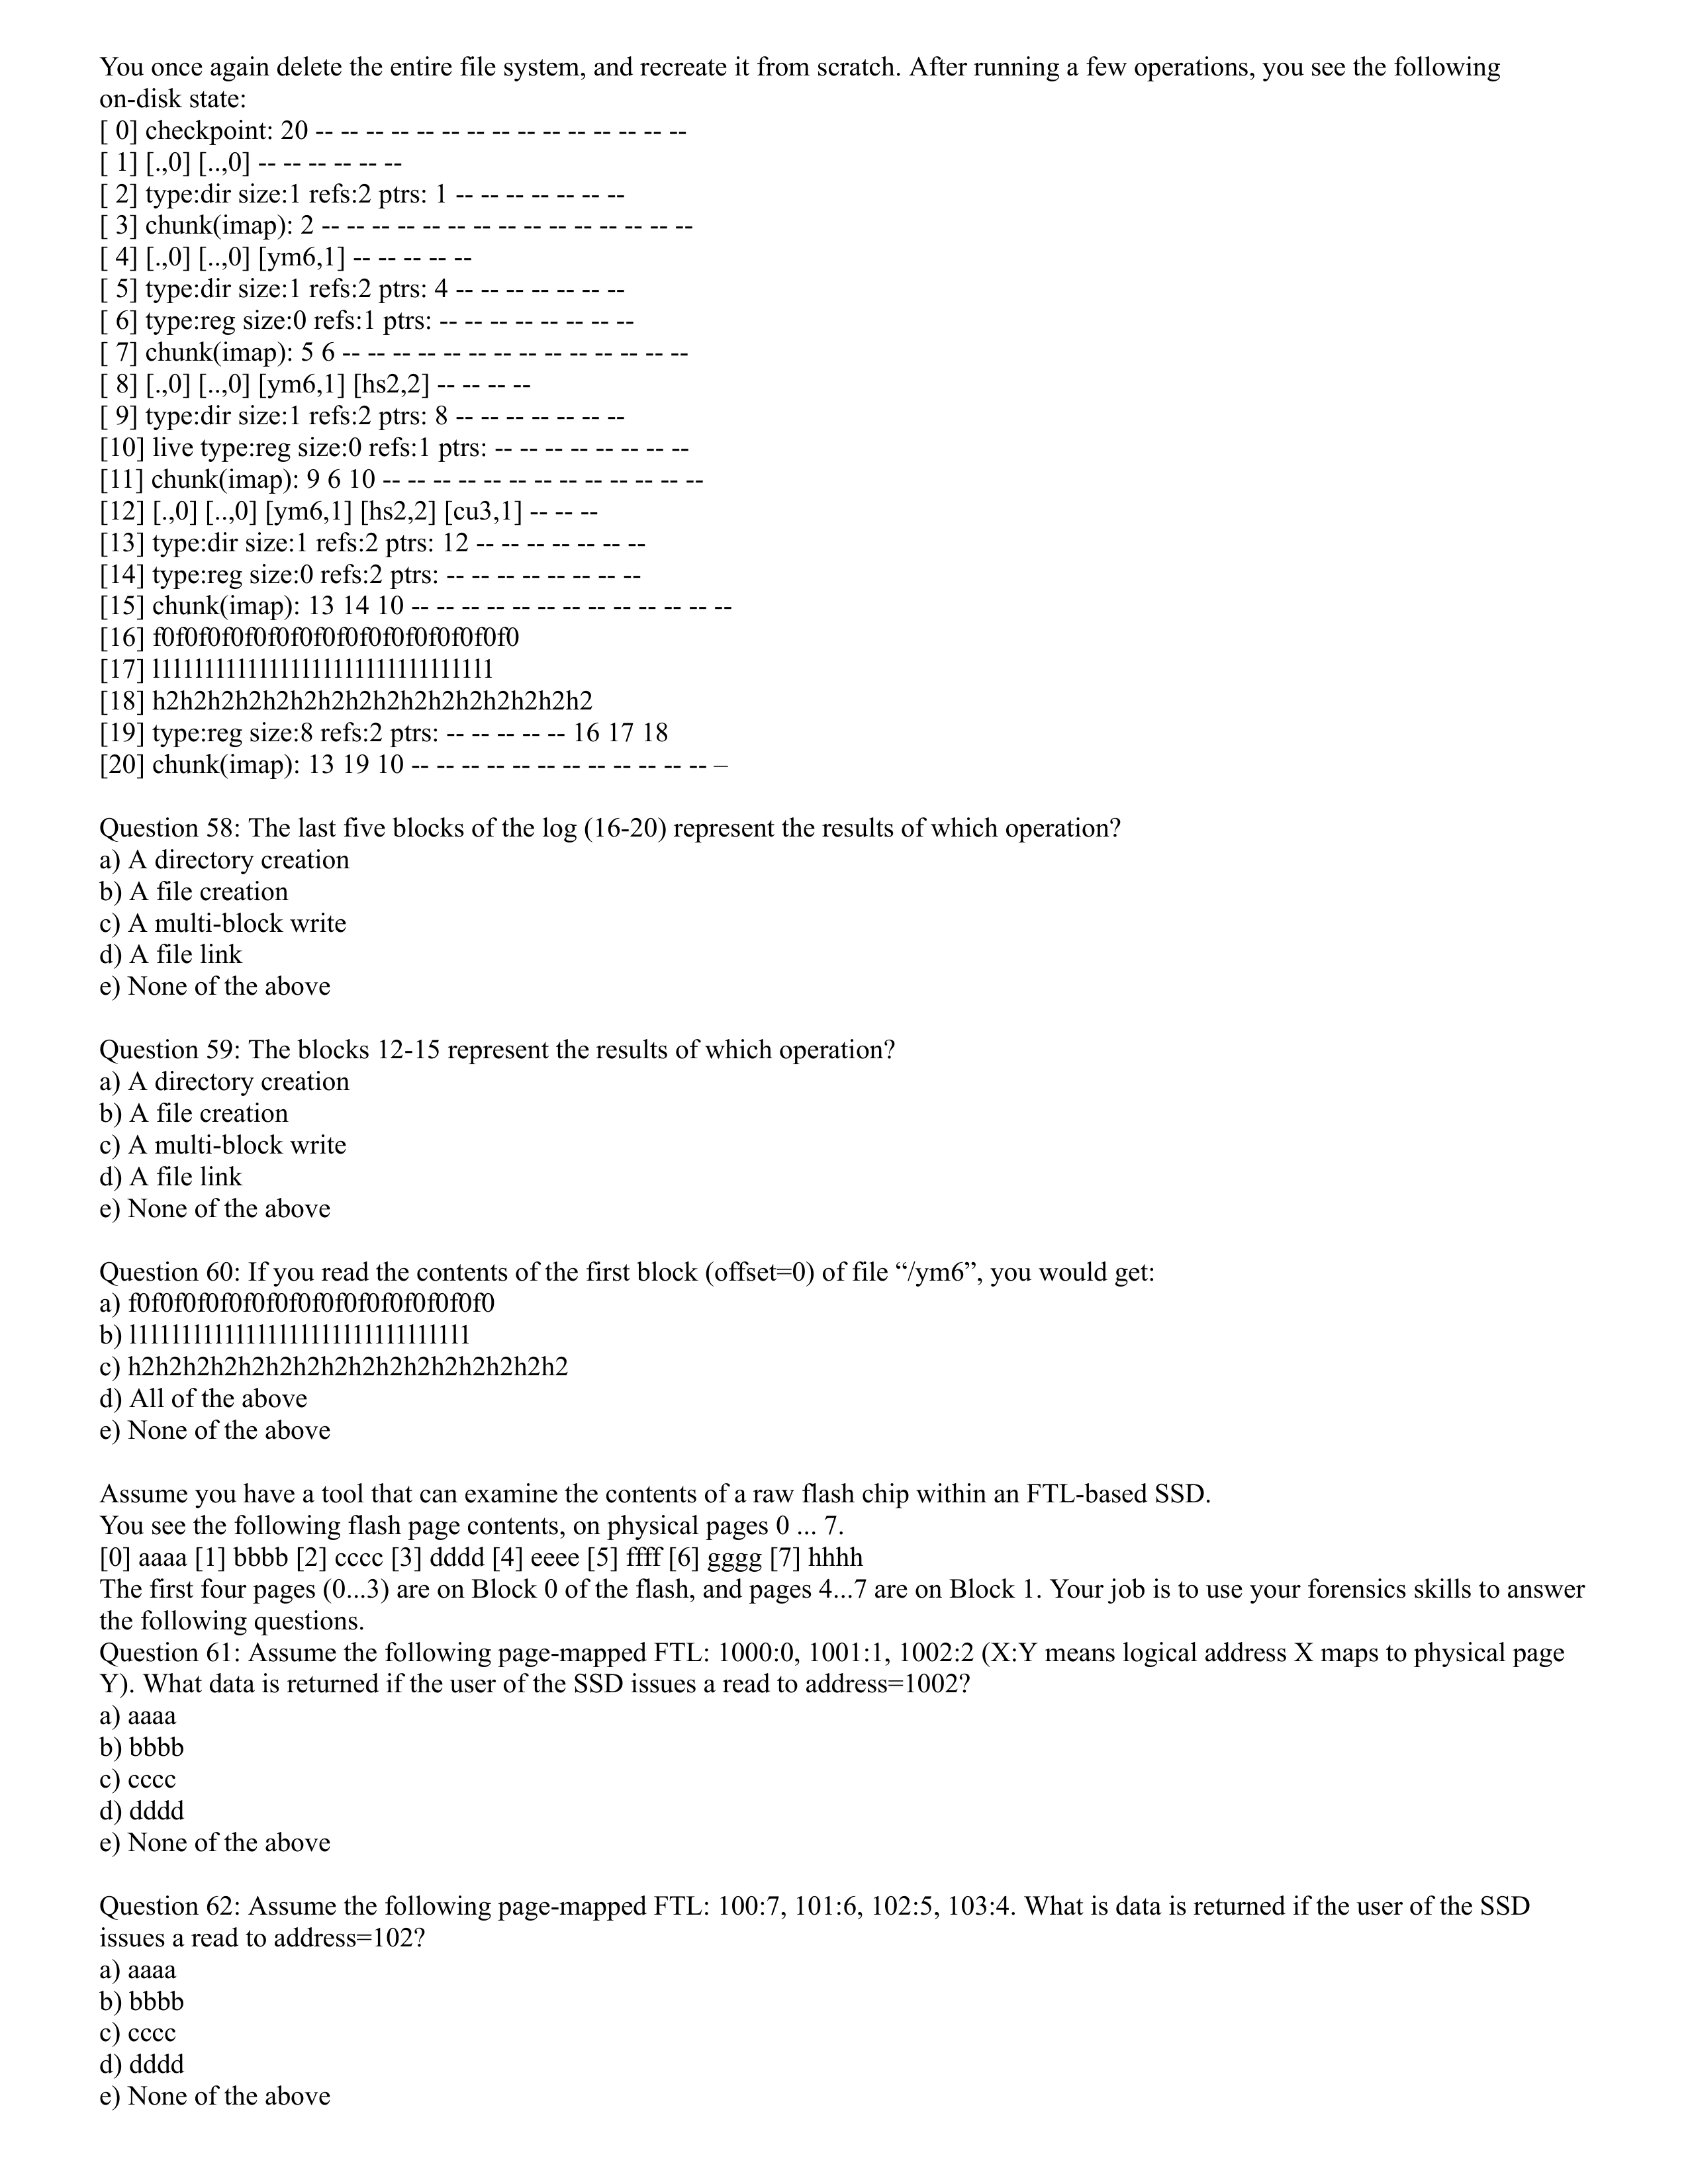 You once again delete the entire file system, and recreate it from scratch. After running a few operations, you see the following
on-disk state:
[ 0] checkpoint: 20 -- -- -- -- -- -- -- -- -- -- -- -- -- -- --
[ 1] [.,0] [..,0] -- -- -- -- -- --
[ 2] type:dir size:1 refs:2 ptrs: 1 -- -- -- -- -- -- --
[ 3] chunk(imap): 2 -- -- -- -- -- -- -- -- -- -- -- -- -- -- --
[ 4] [.,0] [..,0] [ym6,1] -- -- -- -- --
[ 5] type:dir size:1 refs:2 ptrs: 4 -- -- -- -- -- -- --
[ 6] type:reg size:0 refs:1 ptrs: -- -- -- -- -- -- -- --
[ 7] chunk(imap): 5 6 -- -- -- -- -- -- -- -- -- -- -- -- -- --
[ 8] [.,0] [..,0] [ym6,1] [hs2,2] -- -- -- --
[ 9] type:dir size:1 refs:2 ptrs: 8 -- -- -- -- -- -- --
[10] live type:reg size:0 refs:1 ptrs: -- -- -- -- -- -- -- --
[11] chunk(imap): 9 6 10 -- -- -- -- -- -- -- -- -- -- -- -- --
[12] [.,0] [..,0] [ym6,1] [hs2,2] [cu3,1] -- -- --
[13] type:dir size:1 refs:2 ptrs: 12 -- -- -- -- -- -- --
[14] type:reg size:0 refs:2 ptrs: -- -- -- -- -- -- -- --
[15] chunk(imap): 13 14 10 -- -- -- -- -- -- -- -- -- -- -- -- --
[16] f0f0f0f0f0f0f0f0f0f0f0f0f0f0f0f0
[17] l1l1l1l1l1l1l1l1l1l1l1l1l1l1l1l1
[18] h2h2h2h2h2h2h2h2h2h2h2h2h2h2h2h2
[19] type:reg size:8 refs:2 ptrs: -- -- -- -- -- 16 17 18
[20] chunk(imap): 13 19 10 -- -- -- -- -- -- -- -- -- -- -- -- –
Question 58: The last five blocks of the log (16-20) represent the results of which operation?
a) A directory creation
b) A file creation
c) A multi-block write
d) A file link
e) None of the above
Question 59: The blocks 12-15 represent the results of which operation?
a) A directory creation
b) A file creation
c) A multi-block write
d) A file link
e) None of the above
Question 60: If you read the contents of the first block (offset=0) of file “/ym6”, you would get:
a) f0f0f0f0f0f0f0f0f0f0f0f0f0f0f0f0
b) l1l1l1l1l1l1l1l1l1l1l1l1l1l1l1l1
c) h2h2h2h2h2h2h2h2h2h2h2h2h2h2h2h2
d) All of the above
e) None of the above
Assume you have a tool that can examine the contents of a raw flash chip within an FTL-based SSD.
You see the following flash page contents, on physical pages 0 ... 7.
[0] aaaa [1] bbbb [2] cccc [3] dddd [4] eeee [5] ffff [6] gggg [7] hhhh
The first four pages (0...3) are on Block 0 of the flash, and pages 4...7 are on Block 1. Your job is to use your forensics skills to answer
the following questions.
Question 61: Assume the following page-mapped FTL: 1000:0, 1001:1, 1002:2 (X:Y means logical address X maps to physical page
Y). What data is returned if the user of the SSD issues a read to address=1002?
a) aaaa
b) bbbb
c) cccc
d) dddd
e) None of the above
Question 62: Assume the following page-mapped FTL: 100:7, 101:6, 102:5, 103:4. What is data is returned if the user of the SSD
issues a read to address=102?
a) aaaa
b) bbbb
c) cccc
d) dddd
e) None of the above